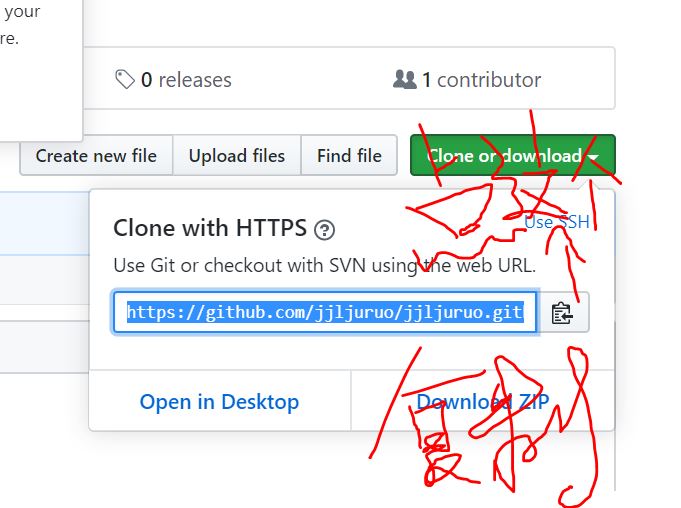 your
re.
0 releases
1 contributor
Create new file
Upload files
Find file
Clone or download
Clone with HTTPS
Use SSH
Use Git or checkout with SVN using the web URL.
https://github.com/jjljuruo/jjljuruo.git
Open in Desktop
Download ZIP
复制